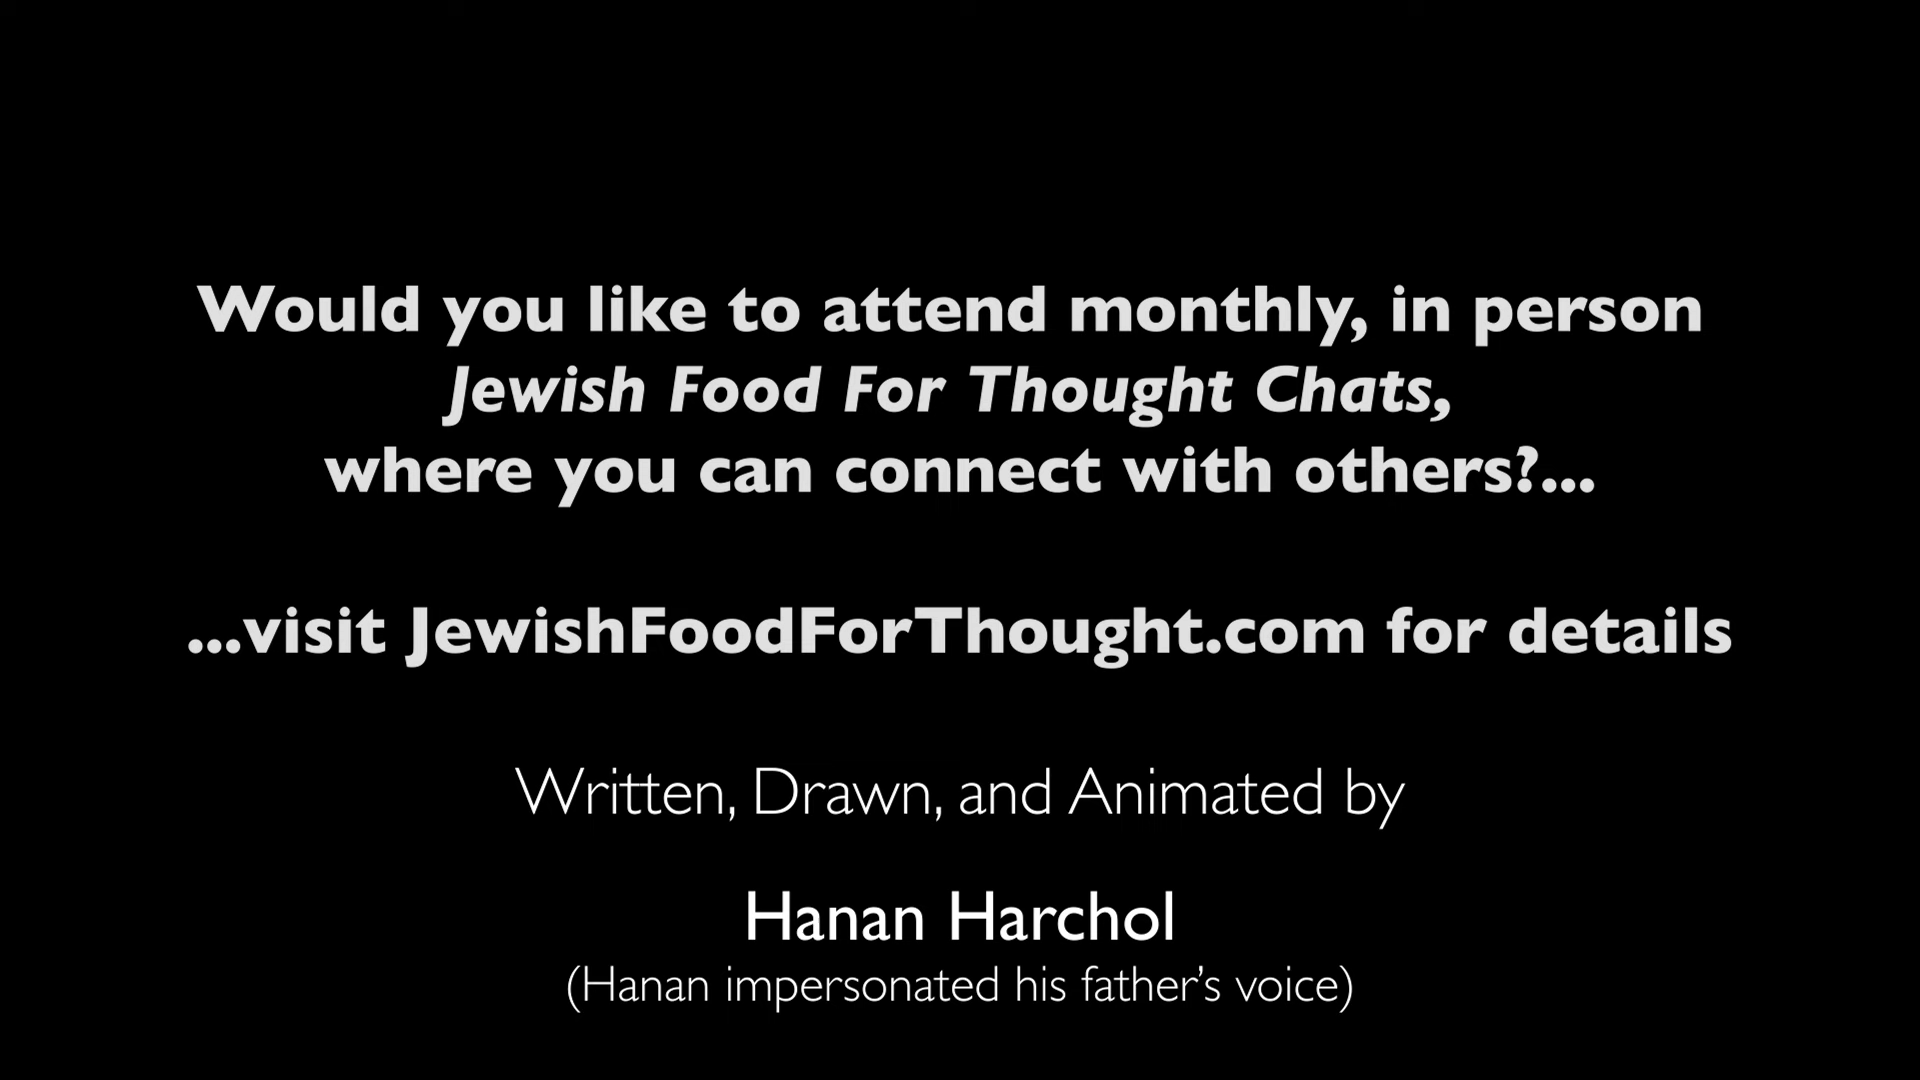 Would you like to attend monthly, in person
Jewish Food For Thought Chats,
where you can connect with others?...
...visit JewishFoodForThought.com for details
Written, Drawn, and Animated by
Hanan Harchol
(Hanan impersonated his father’s voice)